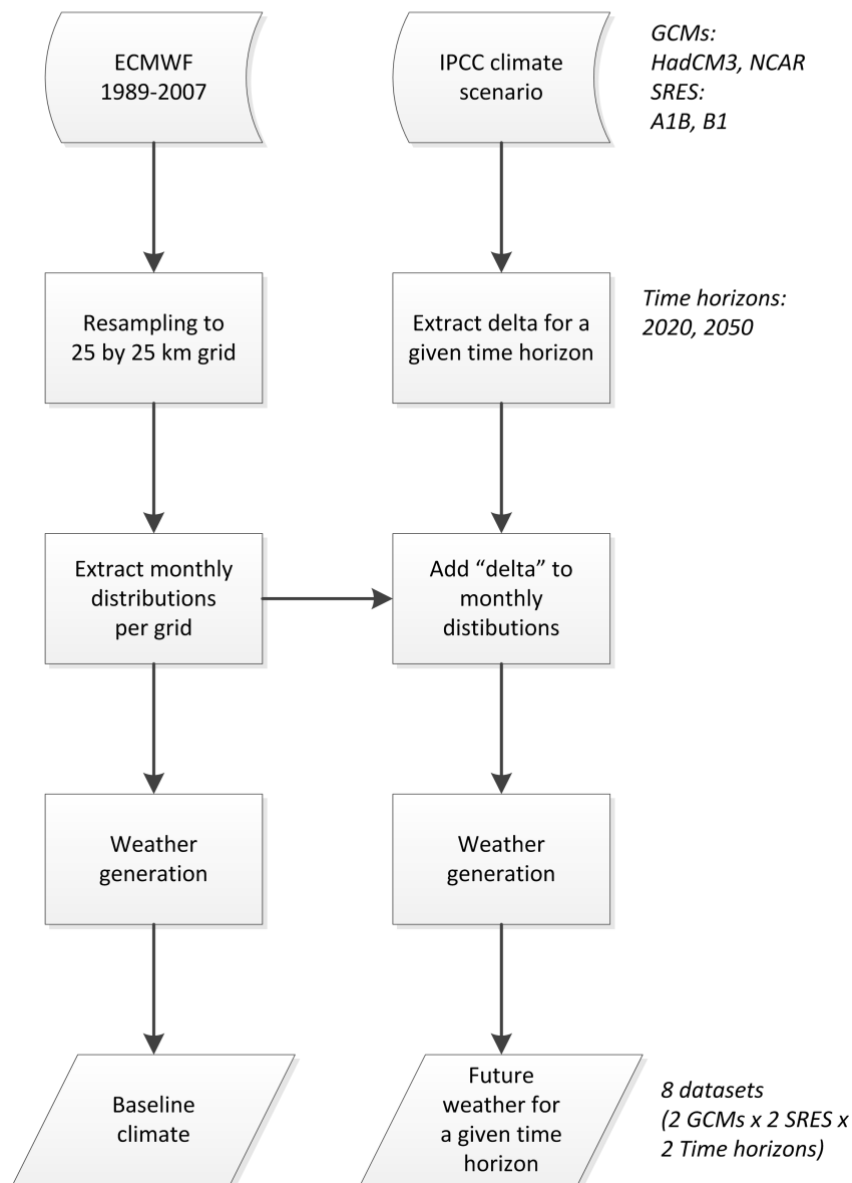 ECMWF
1989-2007
IPCC climate
scenario
GCMs:
HadCM3, NCAR
SRES:
A1B, B1
Resampling to
25 by 25 km grid
Extract delta for a
given time horizon
Time horizons:
2020, 2050
Extract monthly
distributions
per grid
Add “delta” to
monthly
distibutions
Weather
generation
Weather
generation
Baseline
climate
Future
weather for
a given time
horizon
8 datasets
(2 GCMs x 2 SRES x
2 Time horizons)